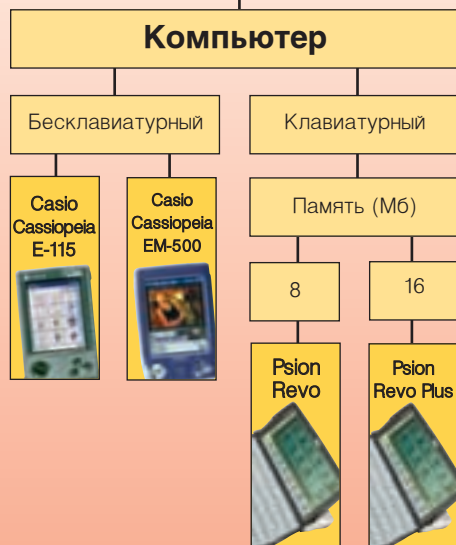 Компьютер
Бесклавиатурный
Клавиатурный
Casio
Cassiopeia
E-115
Casio
Cassiopeia
EM-500
Память (Мб)
8
16
Psion
Revo
Psion
Revo Plus